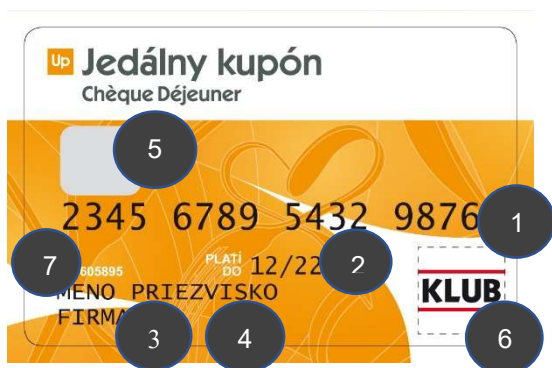 Up Jedálny kupón
Chèque Déjeuner
5
2345 6789 5432 9876
1
7
605895
PLATÍ
DO 12/22
2
MENO PRIEZVISKO
KLUB
FIRMA
3
4
6